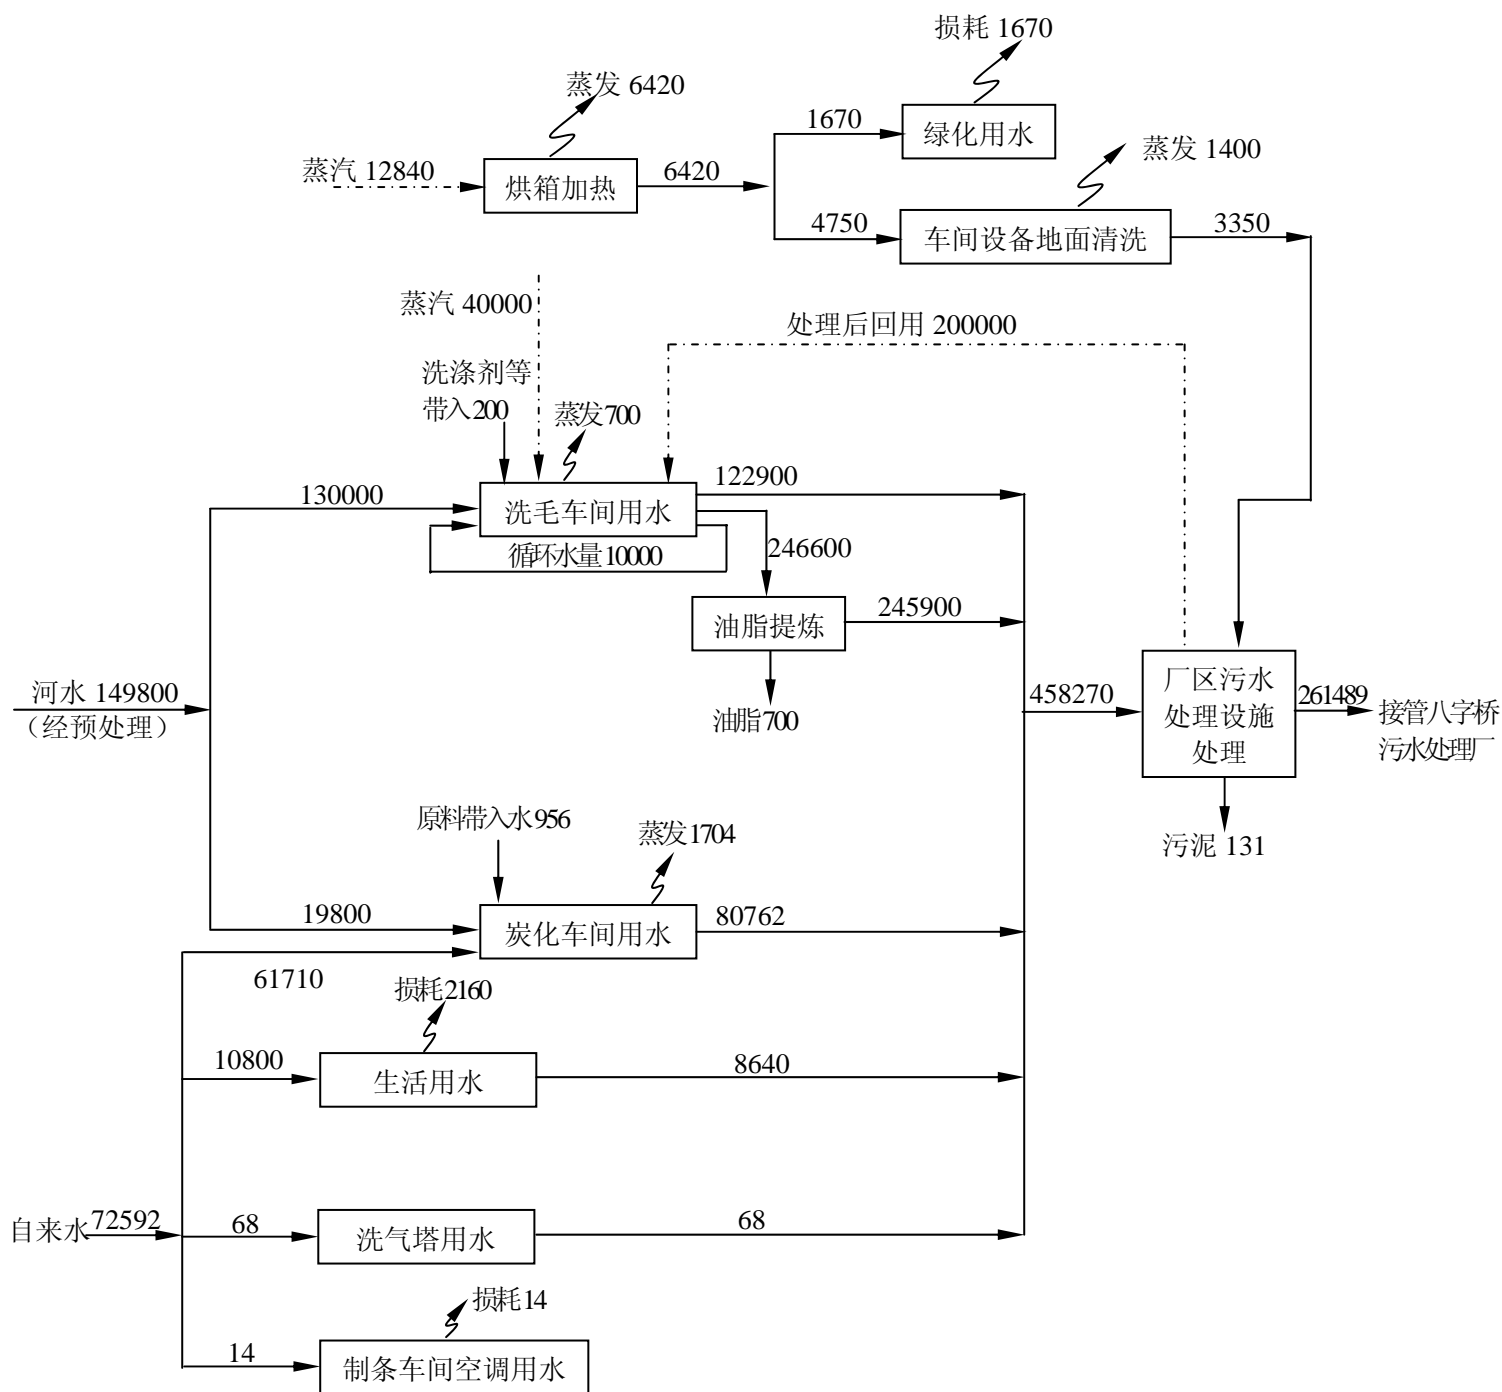 损耗 1670
蒸发 6420
1670
绿化用水
蒸发 1400
蒸汽 12840
烘箱加热
6420
4750
车间设备地面清洗
3350
蒸汽 40000
处理后回用 200000
洗涤剂等
带入200
蒸发700
122900
130000
洗毛车间用水
循环水量10000
246600
油脂提炼
245900
油脂700
河水 149800
（经预处理）
458270
厂区污水
处理设施
处理
261489
接管八字桥
污水处理厂
污泥 131
原料带入水956
蒸发1704
19800
炭化车间用水
80762
61710
损耗2160
10800
生活用水
8640
自来水 72592
68
洗气塔用水
68
损耗14
14
制条车间空调用水